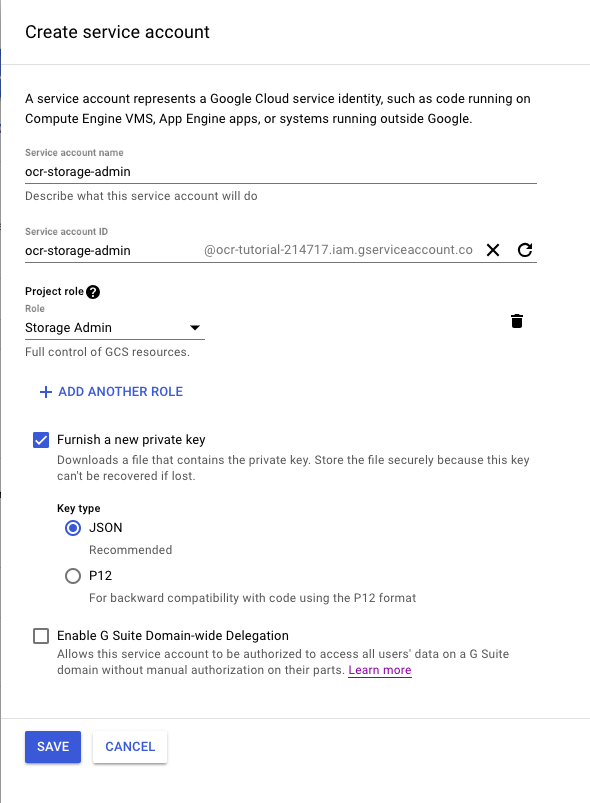 Create service account
A service account represents a Google Cloud service identity, such as code running on
Compute Engine VMS, App Engine apps, or systems running outside Google.
Service account name
ocr-storage-admin
Describe what this service account will do
Service account ID
ocr-storage-admin @ocr-tutorial-214717.iam.gserviceaccount.co
Project role ?
Role
Storage Admin
Full control of GCS resources.
+ ADD ANOTHER ROLE
Furnish a new private key
Downloads a file that contains the private key. Store the file securely because this key
can't be recovered if lost.
Key type
JSON
Recommended
P12
For backward compatibility with code using the P12 format
Enable G Suite Domain-wide Delegation
Allows this service account to be authorized to access all users' data on a G Suite
domain without manual authorization on their parts. Learn more
SAVE CANCEL